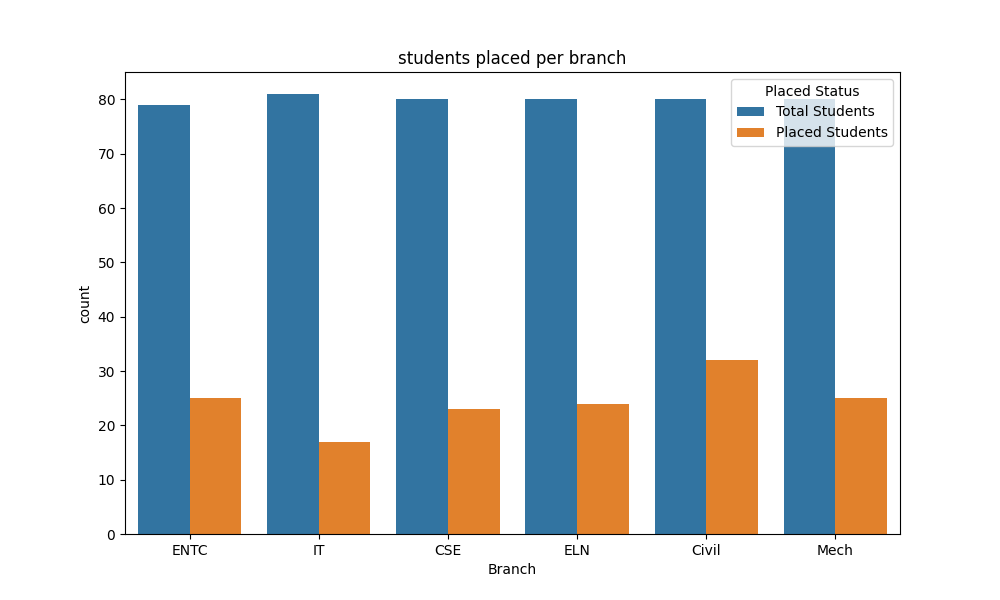 students placed per branch
Placed Status
Total Students
Placed Students
count
80
70
60
50
40
30
20
10
0
ENTC IT CSE ELN Civil Mech
Branch